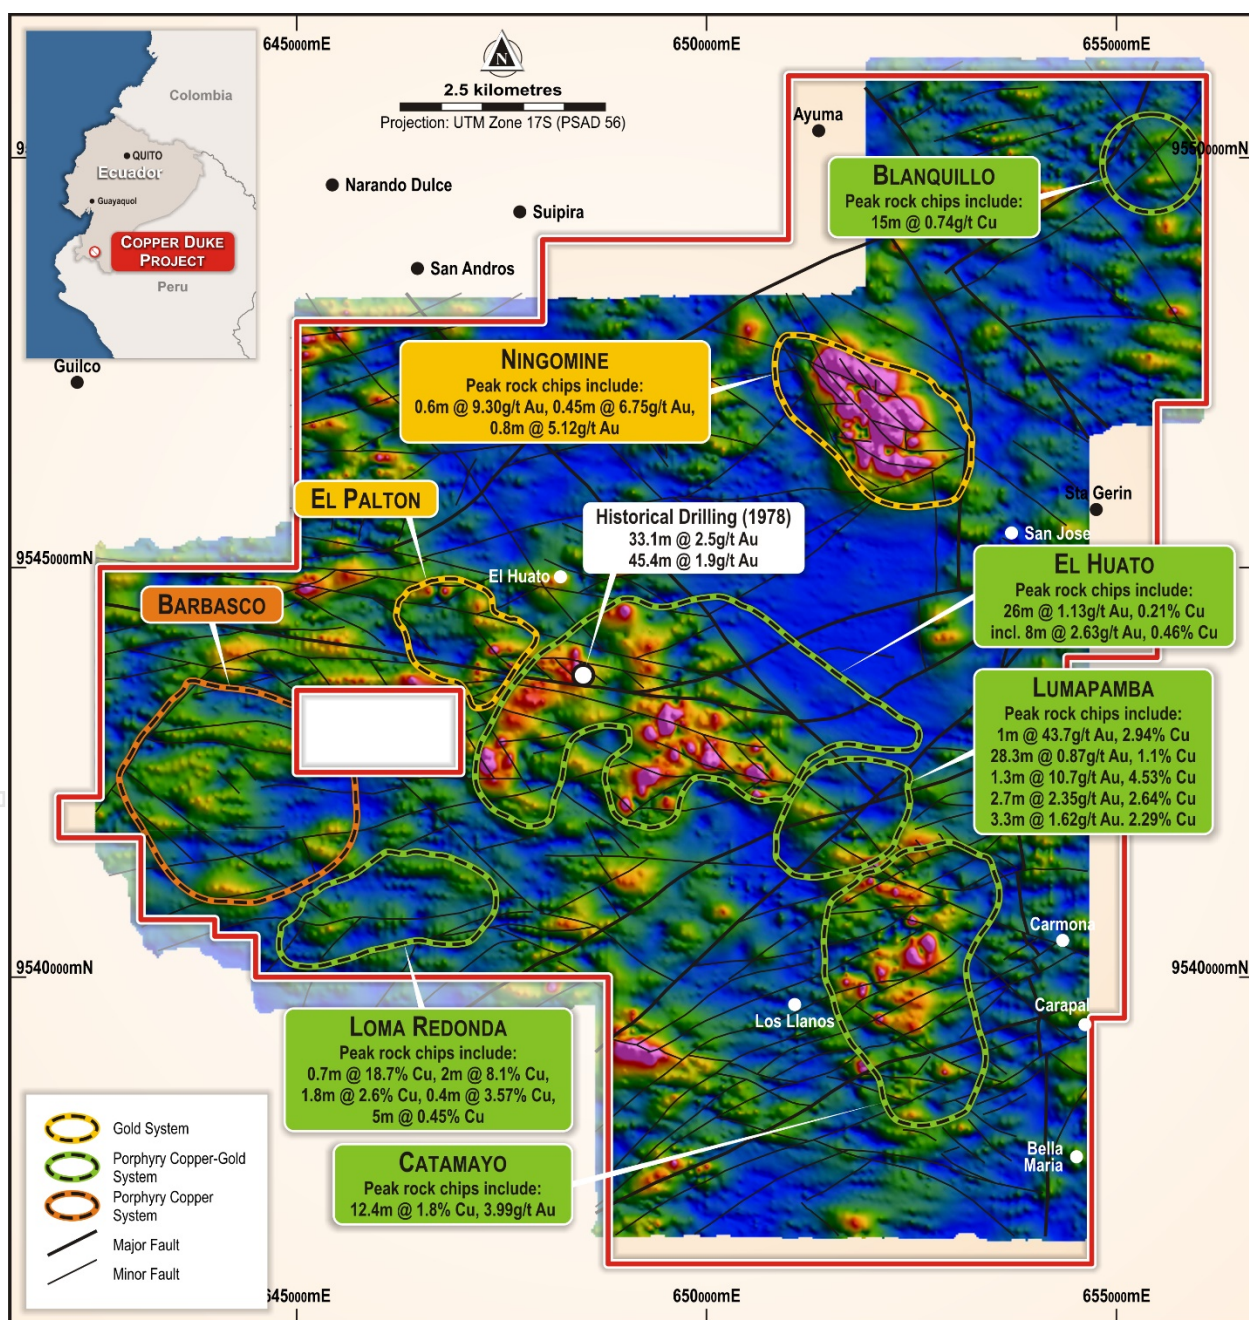 645000mE
650000mE
655000mE
N
2.5 kilometres
Projection: UTM Zone 17S (PSAD 56)
Colombia
QUITO
Ecuador
Guayaquol
COPPER DUKE
PROJECT
Peru
Ayuma
9550000mN
Narando Dulce
Suipira
San Andros
BLANQUILLO
Peak rock chips include:
15m @ 0.74g/t Cu
Guilco
NINGOMINE
Peak rock chips include:
0.6m @ 9.30g/t Au, 0.45m @ 6.75g/t Au,
0.8m @ 5.12g/t Au
EL PALTON
Sta Gerin
Historical Drilling (1978)
33.1m @ 2.5g/t Au
45.4m @ 1.9g/t Au
San Jose
9545000mN
El Huato
EL HUATO
Peak rock chips include:
26m @ 1.13g/t Au, 0.21% Cu
incl. 8m @ 2.63g/t Au, 0.46% Cu
BARBASCO
LUMAPAMBA
Peak rock chips include:
1m @ 43.7g/t Au, 2.94% Cu
28.3m @ 0.87g/t Au, 1.1% Cu
1.3m @ 10.7g/t Au, 4.53% Cu
2.7m @ 2.35g/t Au, 2.64% Cu
3.3m @ 1.62g/t Au. 2.29% Cu
Carmona
9540000mN
9540000mN
Los Llanos
Carapal
LOMA REDONDA
Peak rock chips include:
0.7m @ 18.7% Cu, 2m @ 8.1% Cu,
1.8m @ 2.6% Cu, 0.4m @ 3.57% Cu,
5m @ 0.45% Cu
CATAMAYO
Peak rock chips include:
12.4m @ 1.8% Cu, 3.99g/t Au
Bella
Maria
Gold System
Porphyry Copper-Gold
System
Porphyry Copper
System
Major Fault
Minor Fault
645000mE
650000mE
655000mE